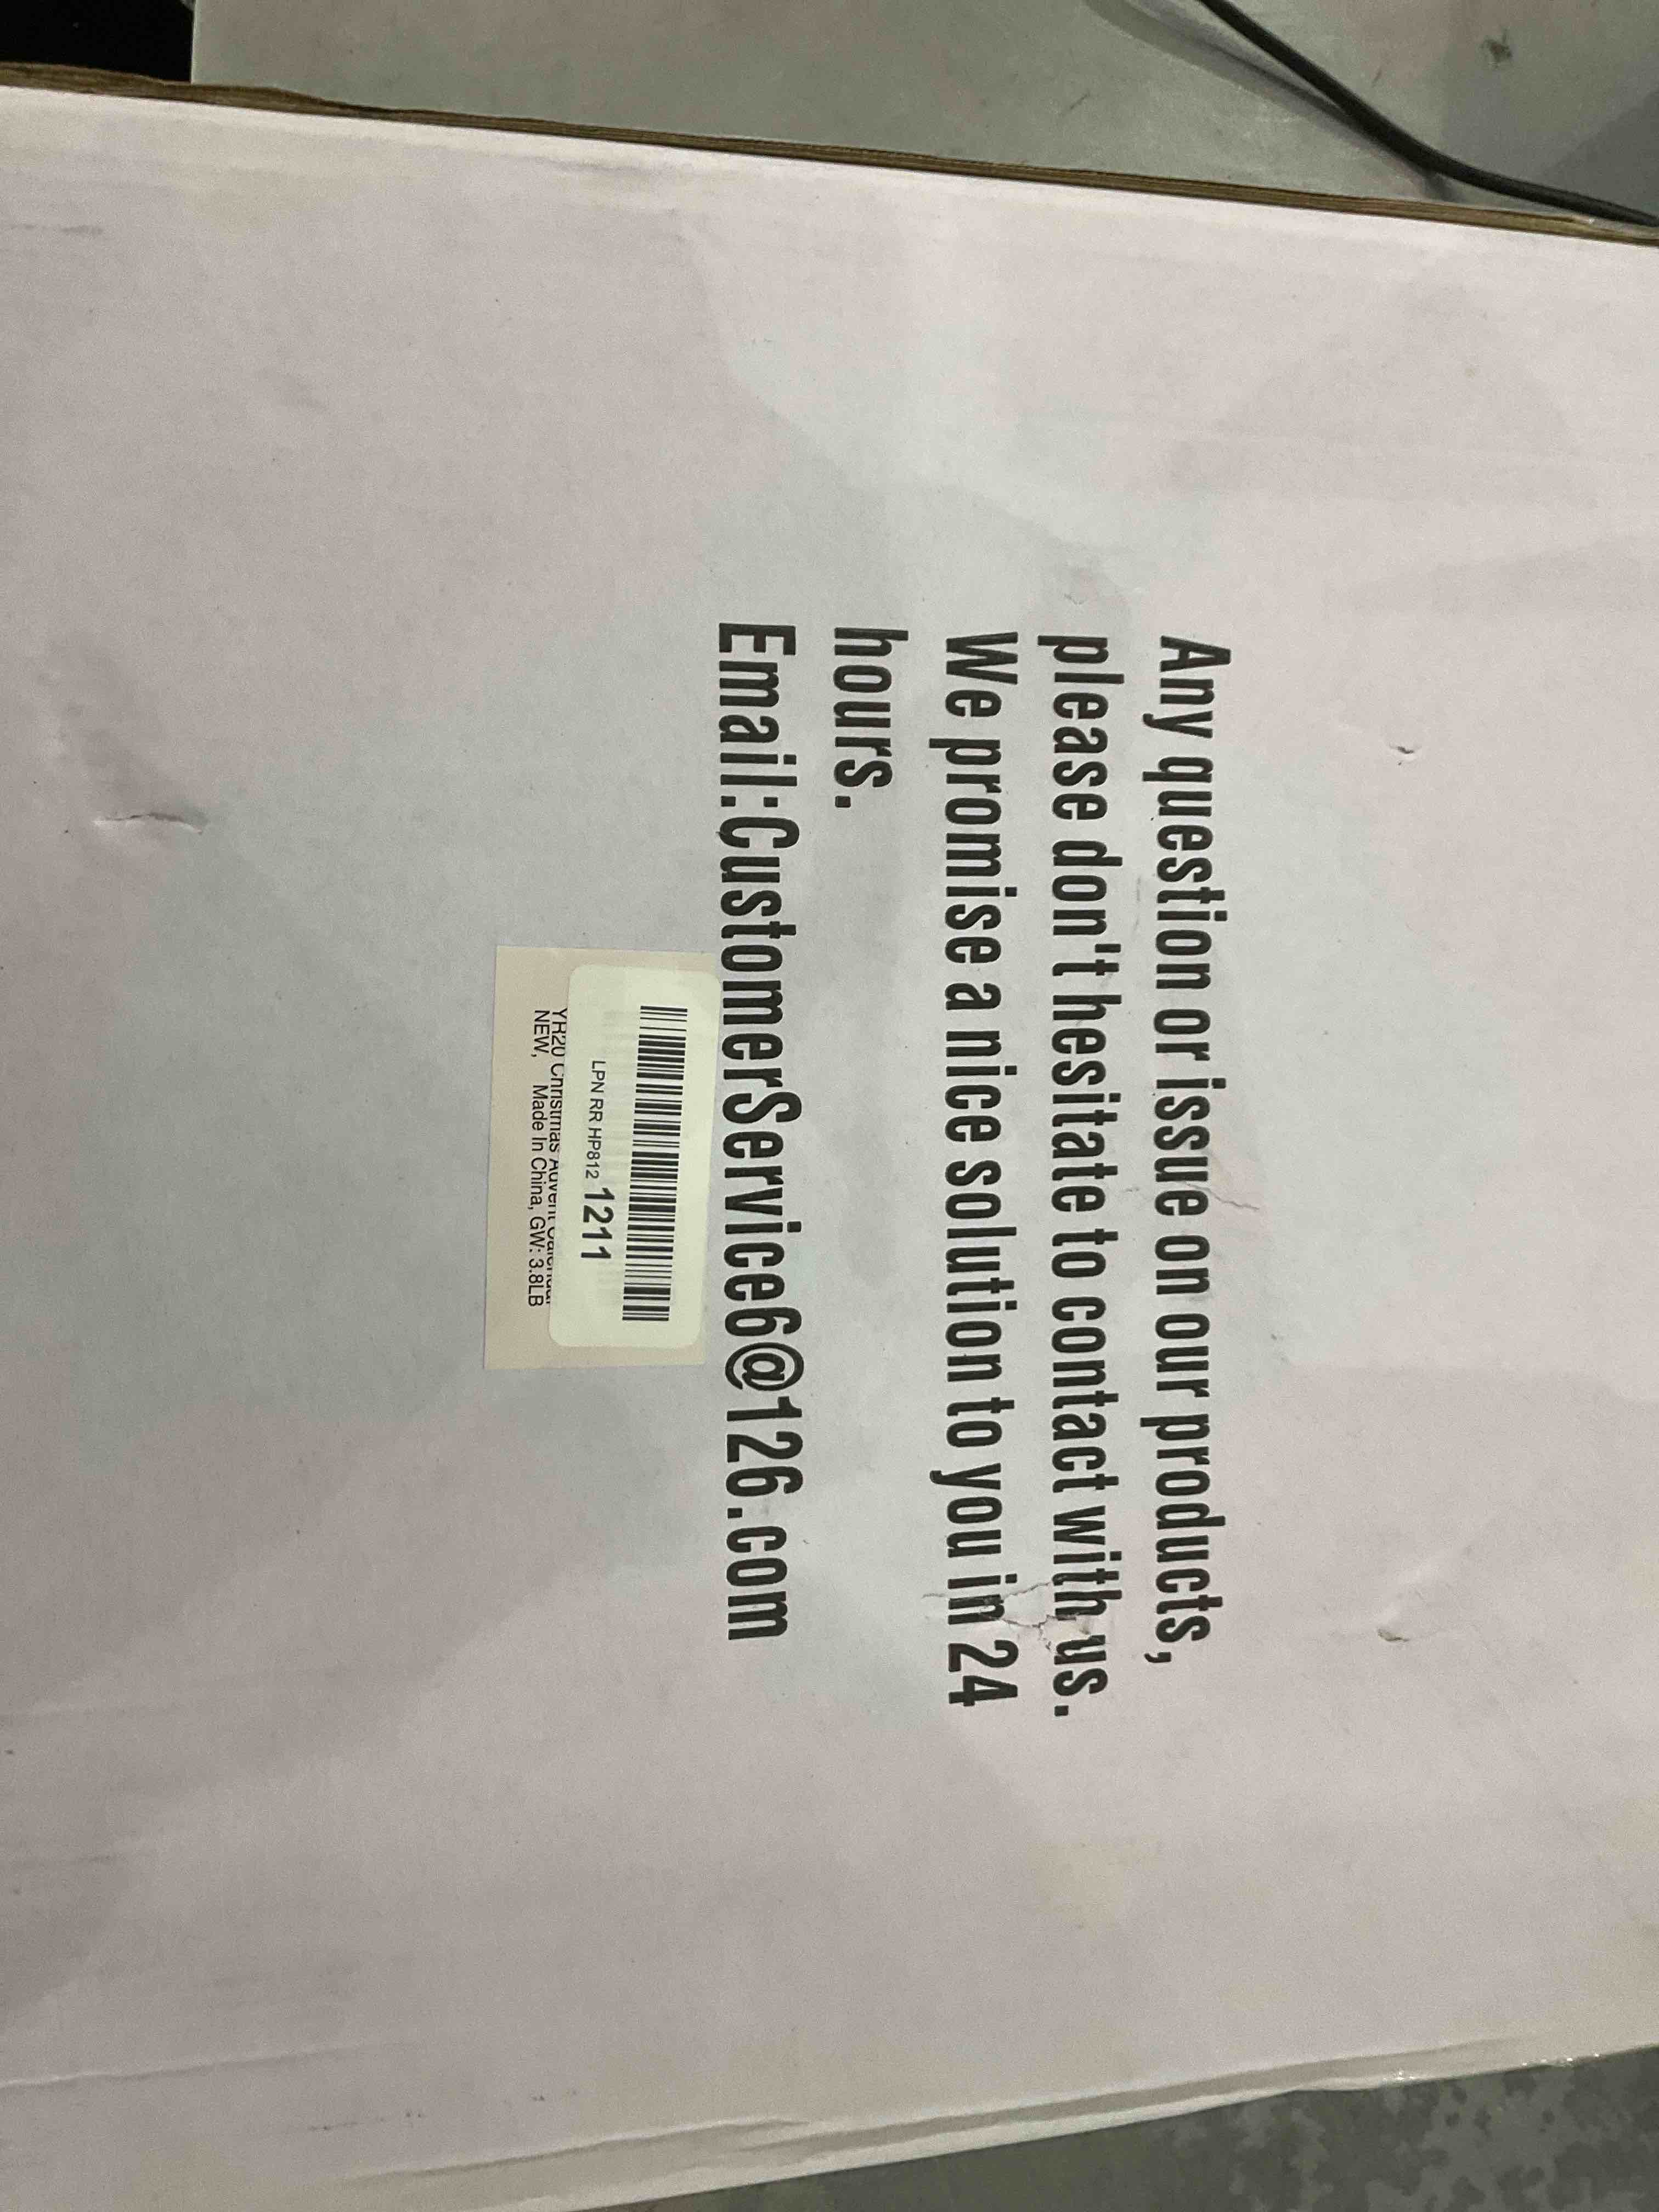 Any question or issue on our products,
please don't hesitate to contact with us.
We promise a nice solution to you in 24
hours.
Email:CustomerService6@126.com
LPN RR HP812 1211
YR20 Christmas Advent Calendar
NEW, Made In China, GW: 3.8LB